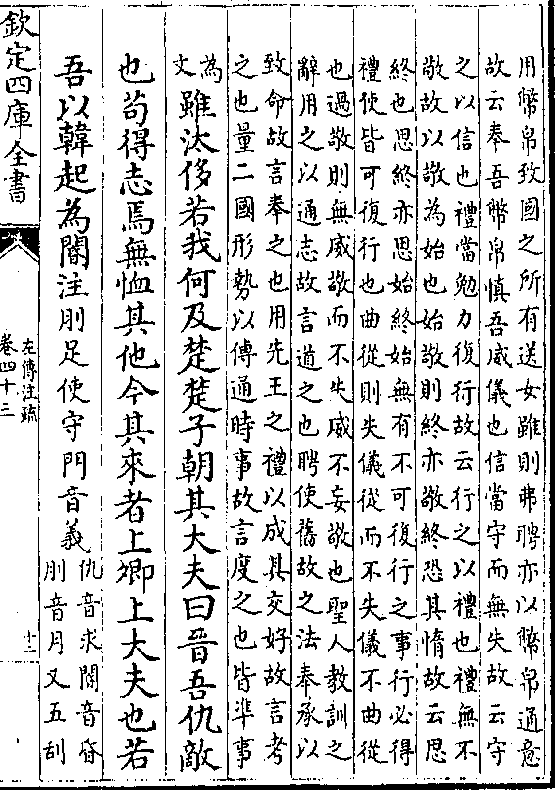 用幣帛致國之所有送女雖則弗聘亦以幣帛通意
故云奉吾幣帛慎吾威儀也信當守而無失故云守
之以信也禮當勉力復行故云行之以禮也禮無不
敬故以敬為始也始敬則終亦敬終恐其惰故云思
終也思終亦思始終始無有不可復行之事行必得
禮使皆可復行也曲從則失儀從而不失儀不曲從
也過敬則無威敬而不失威不妄敬也聖人教訓之
辭用之以通志故言道之也聘使舊故之法奉承以
致命故言奉之也用先王之禮以成其交好故言考
之也量二國形勢以傳通時事故言度之也皆準事
為
文
雖汰侈若我何及楚楚子朝其大夫曰晉吾仇敵
也苟得志焉無恤其他今其來者上卿上大夫也若
吾以韓起為閽注刖足使守門音義
仇音求閽音昏
刖音月又五刮
欽定四庫全書
左傳注疏
卷四十三
十二